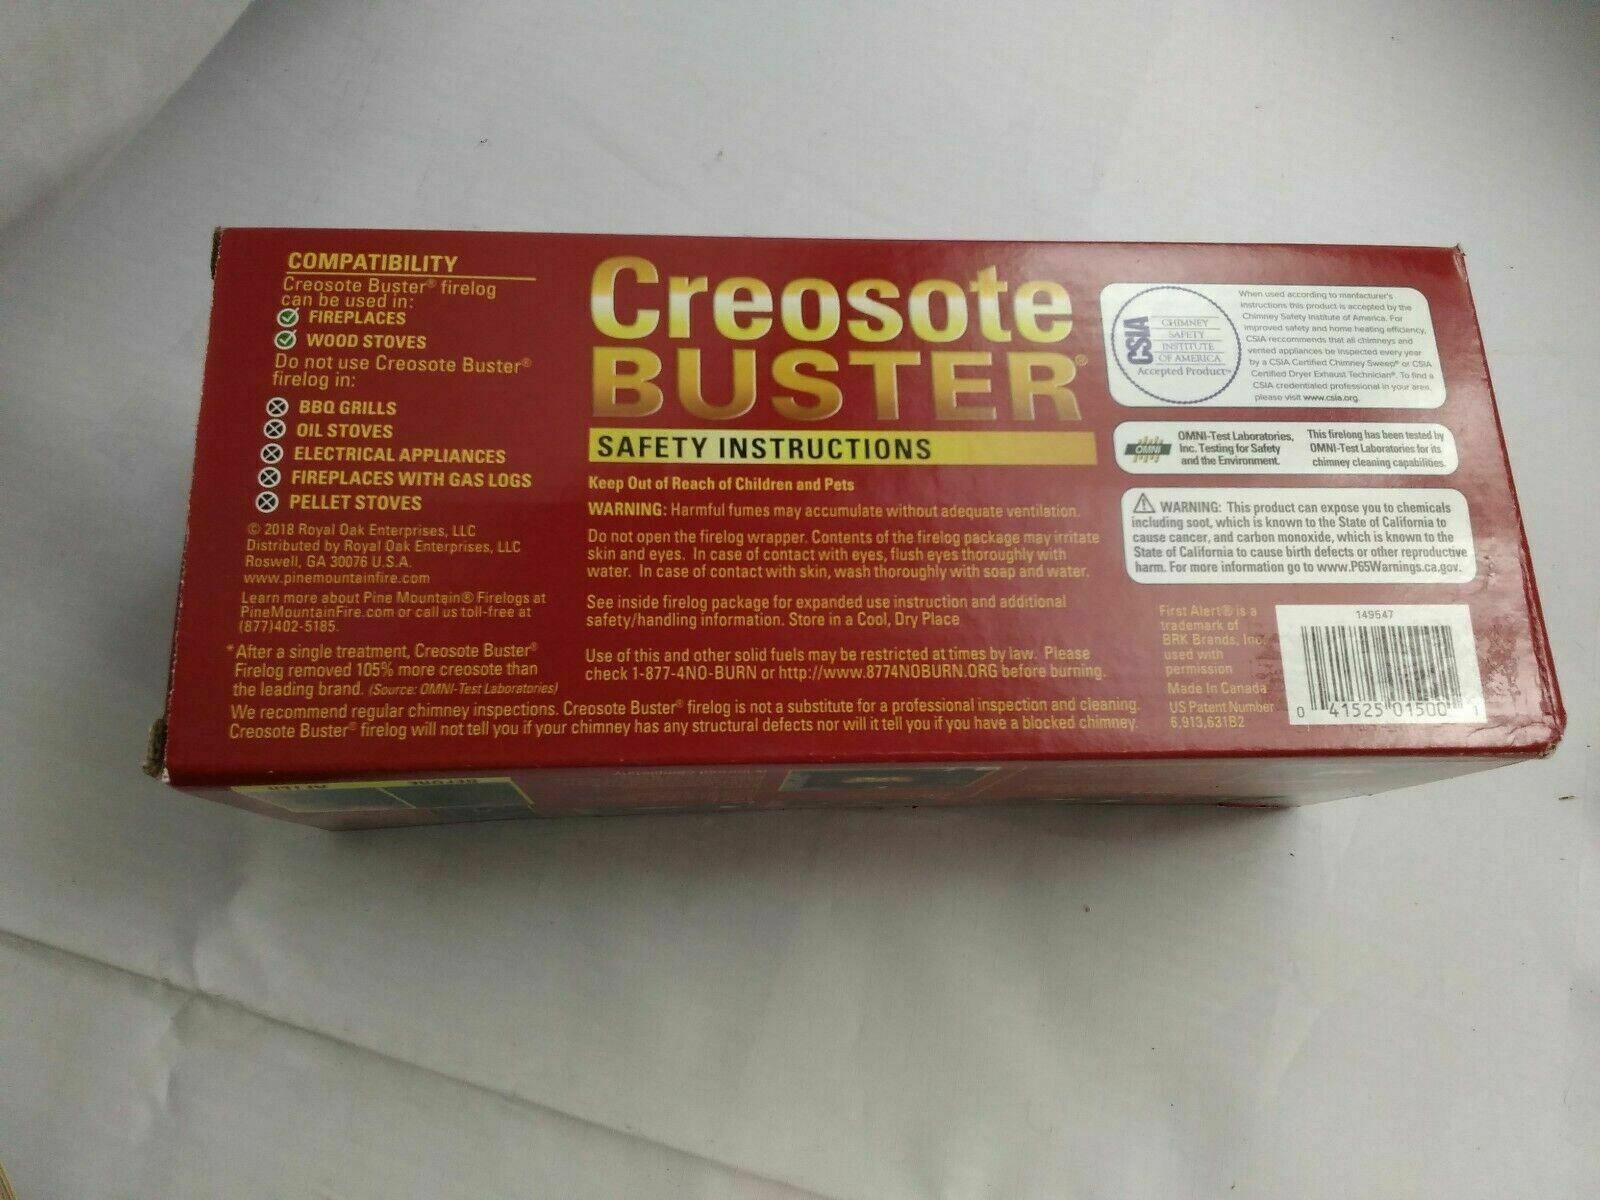 COMPATIBILITY
Creosote Buster® firelog
can be used in:
FIREPLACES
WOOD STOVES
Do not use Creosote Buster®
firelog in:
BBQ GRILLS
OIL STOVES
ELECTRICAL APPLIANCES
FIREPLACES WITH GAS LOGS
PELLET STOVES
© 2018 Royal Oak Enterprises, LLC
Distributed by Royal Oak Enterprises, LLC
Roswell, GA 30076 U.S.A.
www.pinemountainfire.com
Learn more about Pine Mountain® Firelogs at
PineMountainFire.com or call us toll-free at
(877)402-5185.
*After a single treatment, Creosote Buster®
Firelog removed 105% more creosote than
the leading brand. (Source: OMNI-Test Laboratories)
We recommend regular chimney inspections. Creosote Buster® firelog is not a substitute for a professional inspection and cleaning.
Creosote Buster® firelog will not tell you if your chimney has any structural defects nor will it tell you if you have a blocked chimney.
Creosote
BUSTER®
SAFETY INSTRUCTIONS
Keep Out of Reach of Children and Pets
WARNING: Harmful fumes may accumulate without adequate ventilation.
Do not open the firelog wrapper. Contents of the firelog package may irritate
skin and eyes. In case of contact with eyes, flush eyes thoroughly with
water. In case of contact with skin, wash thoroughly with soap and water.
See inside firelog package for expanded use instruction and additional
safety/handling information. Store in a Cool, Dry Place
Use of this and other solid fuels may be restricted at times by law. Please
check 1-877-4NO-BURN or http://www.8774NOBURN.ORG before burning.
CSIA
CHIMNEY
SAFETY
INSTITUTE
OF AMERICA
Accepted Product™
When used according to manfacturer's
instructions this product is accepted by the
Chimney Safety Institute of America. For
improved safety and home heating efficiency,
CSIA reccommends that all chimneys and
vented appliances be inspected every year
by a CSIA Certified Chimney Sweep® or CSIA
Certified Dryer Exhaust Technician®. To find a
CSIA credentialed professional in your area,
please visit www.csia.org.
OMNI
OMNI-Test Laboratories,
Inc. Testing for Safety
and the Environment.
This firelong has been tested by
OMNI-Test Laboratories for its
chimney cleaning capabilities.
WARNING: This product can expose you to chemicals
including soot, which is known to the State of California to
cause cancer, and carbon monoxide, which is known to the
State of California to cause birth defects or other reproductive
harm. For more information go to www.P65Warnings.ca.gov.
First Alert® is a
trademark of
BRK Brands, Inc.
used with
permission
Made In Canada
US Patent Number
6,913,631B2
149547
0 41525 01500 1
AFTER
BEFORE